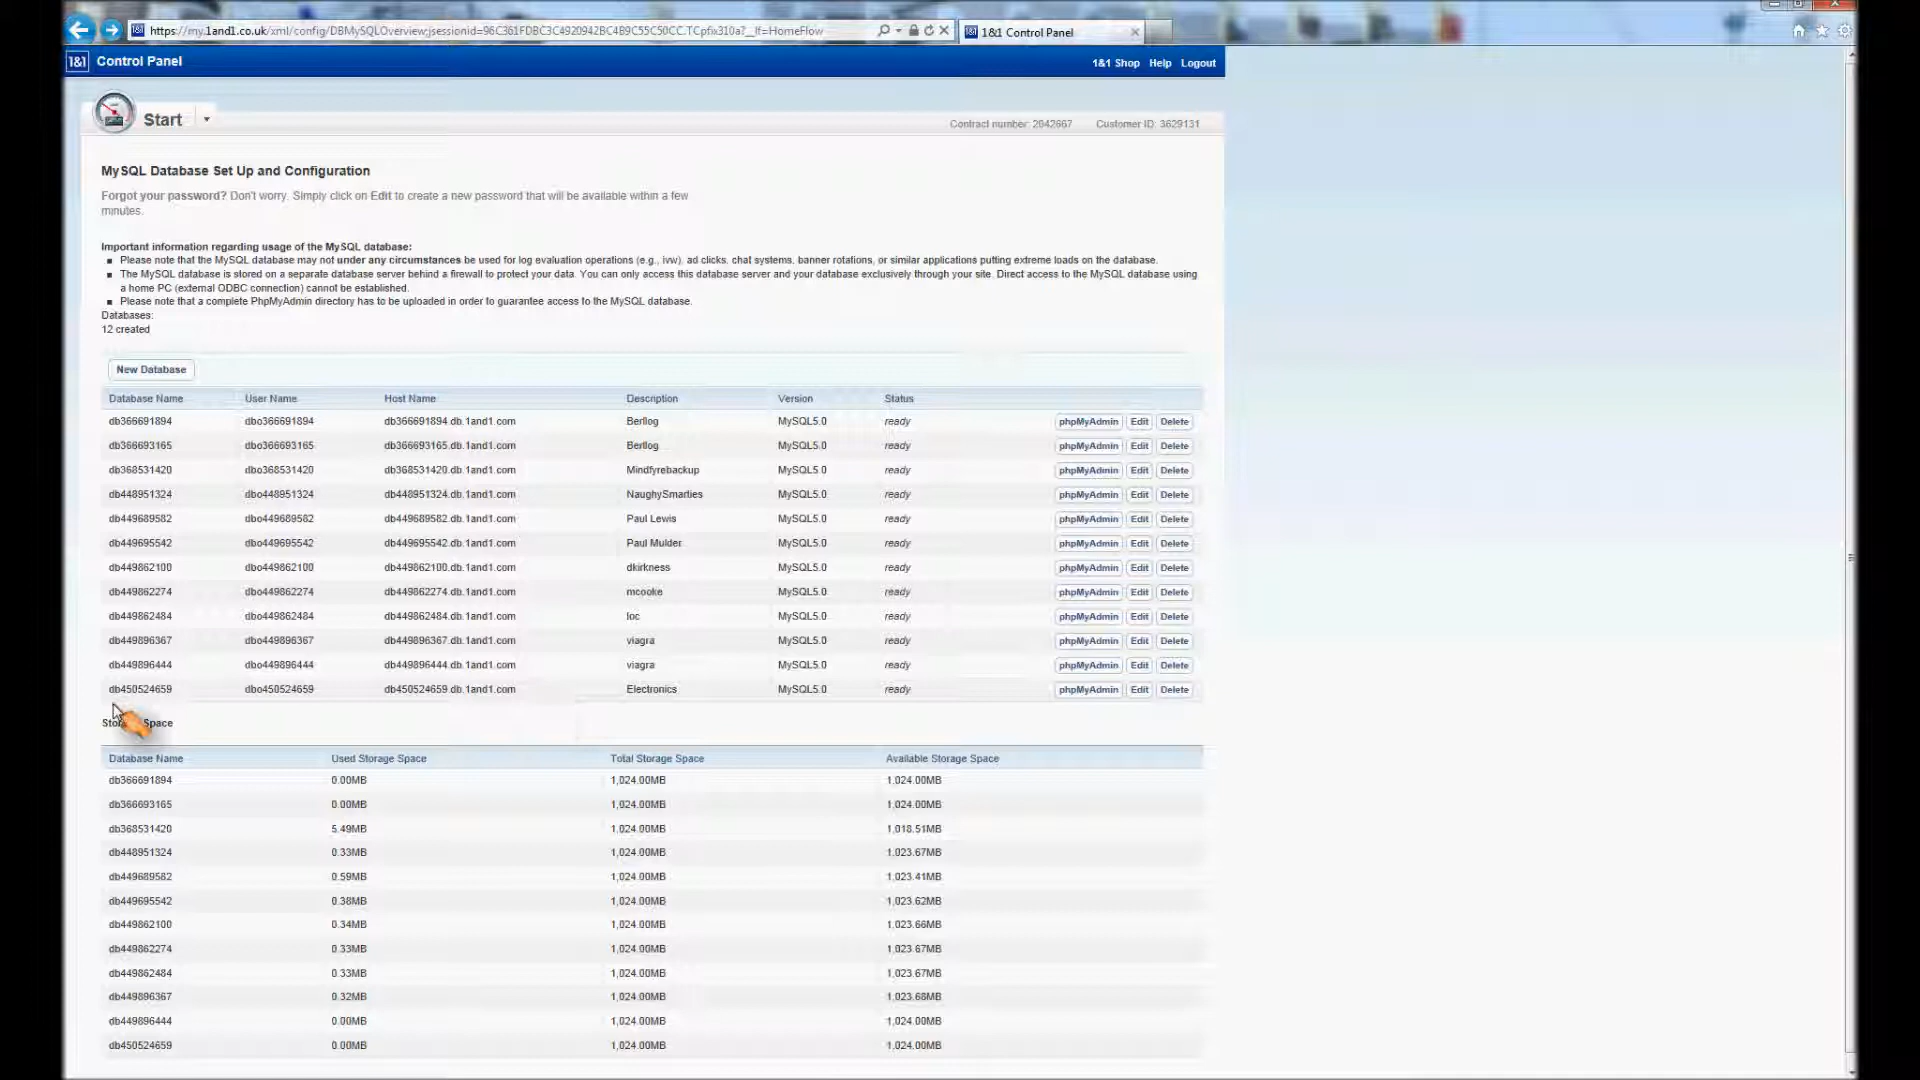 https://my.1and1.co.uk/xml/config/DBMySQLOverview;jsessionid=96C361FDBC3C4920942BC4B9C55C50CC.TCpfix310a?__lf=HomeFlow
1&1 Control Panel
1&1 Control Panel
1&1 Shop Help Logout
Start
Contract number: 2042667 Customer ID: 3629131
MySQL Database Set Up and Configuration
Forgot your password? Don't worry. Simply click on Edit to create a new password that will be available within a few
minutes.
Important information regarding usage of the MySQL database:
Please note that the MySQL database may not under any circumstances be used for log evaluation operations (e.g., ivw), ad clicks, chat systems, banner rotations, or similar applications putting extreme loads on the database.
The MySQL database is stored on a separate database server behind a firewall to protect your data. You can only access this database server and your database exclusively through your site. Direct access to the MySQL database using
a home PC (external ODBC connection) cannot be established.
Please note that a complete PhpMyAdmin directory has to be uploaded in order to guarantee access to the MySQL database.
Databases:
12 created
New Database
Database Name User Name Host Name Description Version Status
db366691894 dbo366691894 db366691894.db.1and1.com Berllog MySQL5.0 ready phpMyAdmin Edit Delete
db366693165 dbo366693165 db366693165.db.1and1.com Berllog MySQL5.0 ready phpMyAdmin Edit Delete
db368531420 dbo368531420 db368531420.db.1and1.com Mindfyrebackup MySQL5.0 ready phpMyAdmin Edit Delete
db448951324 dbo448951324 db448951324.db.1and1.com NaughySmarties MySQL5.0 ready phpMyAdmin Edit Delete
db449689582 dbo449689582 db449689582.db.1and1.com Paul Lewis MySQL5.0 ready phpMyAdmin Edit Delete
db449695542 dbo449695542 db449695542.db.1and1.com Paul Mulder MySQL5.0 ready phpMyAdmin Edit Delete
db449862100 dbo449862100 db449862100.db.1and1.com dkirkness MySQL5.0 ready phpMyAdmin Edit Delete
db449862274 dbo449862274 db449862274.db.1and1.com mcooke MySQL5.0 ready phpMyAdmin Edit Delete
db449862484 dbo449862484 db449862484.db.1and1.com loc MySQL5.0 ready phpMyAdmin Edit Delete
db449896367 dbo449896367 db449896367.db.1and1.com viagra MySQL5.0 ready phpMyAdmin Edit Delete
db449896444 dbo449896444 db449896444.db.1and1.com viagra MySQL5.0 ready phpMyAdmin Edit Delete
db450524659 dbo450524659 db450524659.db.1and1.com Electronics MySQL5.0 ready phpMyAdmin Edit Delete
Space
Database Name Used Storage Space Total Storage Space Available Storage Space
db366691894 0.00MB 1,024.00MB 1,024.00MB
db366693165 0.00MB 1,024.00MB 1,024.00MB
db368531420 5.49MB 1,024.00MB 1,018.51MB
db448951324 0.33MB 1,024.00MB 1,023.67MB
db449689582 0.59MB 1,024.00MB 1,023.41MB
db449695542 0.38MB 1,024.00MB 1,023.62MB
db449862100 0.34MB 1,024.00MB 1,023.66MB
db449862274 0.33MB 1,024.00MB 1,023.67MB
db449862484 0.33MB 1,024.00MB 1,023.67MB
db449896367 0.32MB 1,024.00MB 1,023.68MB
db449896444 0.00MB 1,024.00MB 1,024.00MB
db450524659 0.00MB 1,024.00MB 1,024.00MB